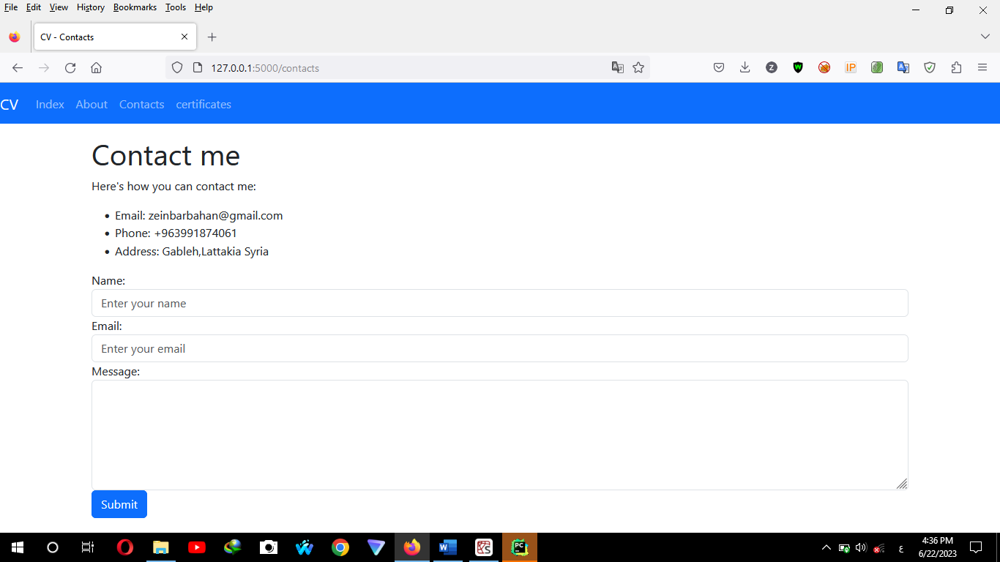 File Edit View History Bookmarks Tools Help
CV - Contacts
127.0.0.1:5000/contacts
CV Index About Contacts certificates
Contact me
Here's how you can contact me:
• Email: zeinbarbahan@gmail.com
• Phone: +963991874061
• Address: Gableh,Lattakia Syria
Name:
Enter your name
Email:
Enter your email
Message:
Submit
ع
4:36 PM
6/22/2023